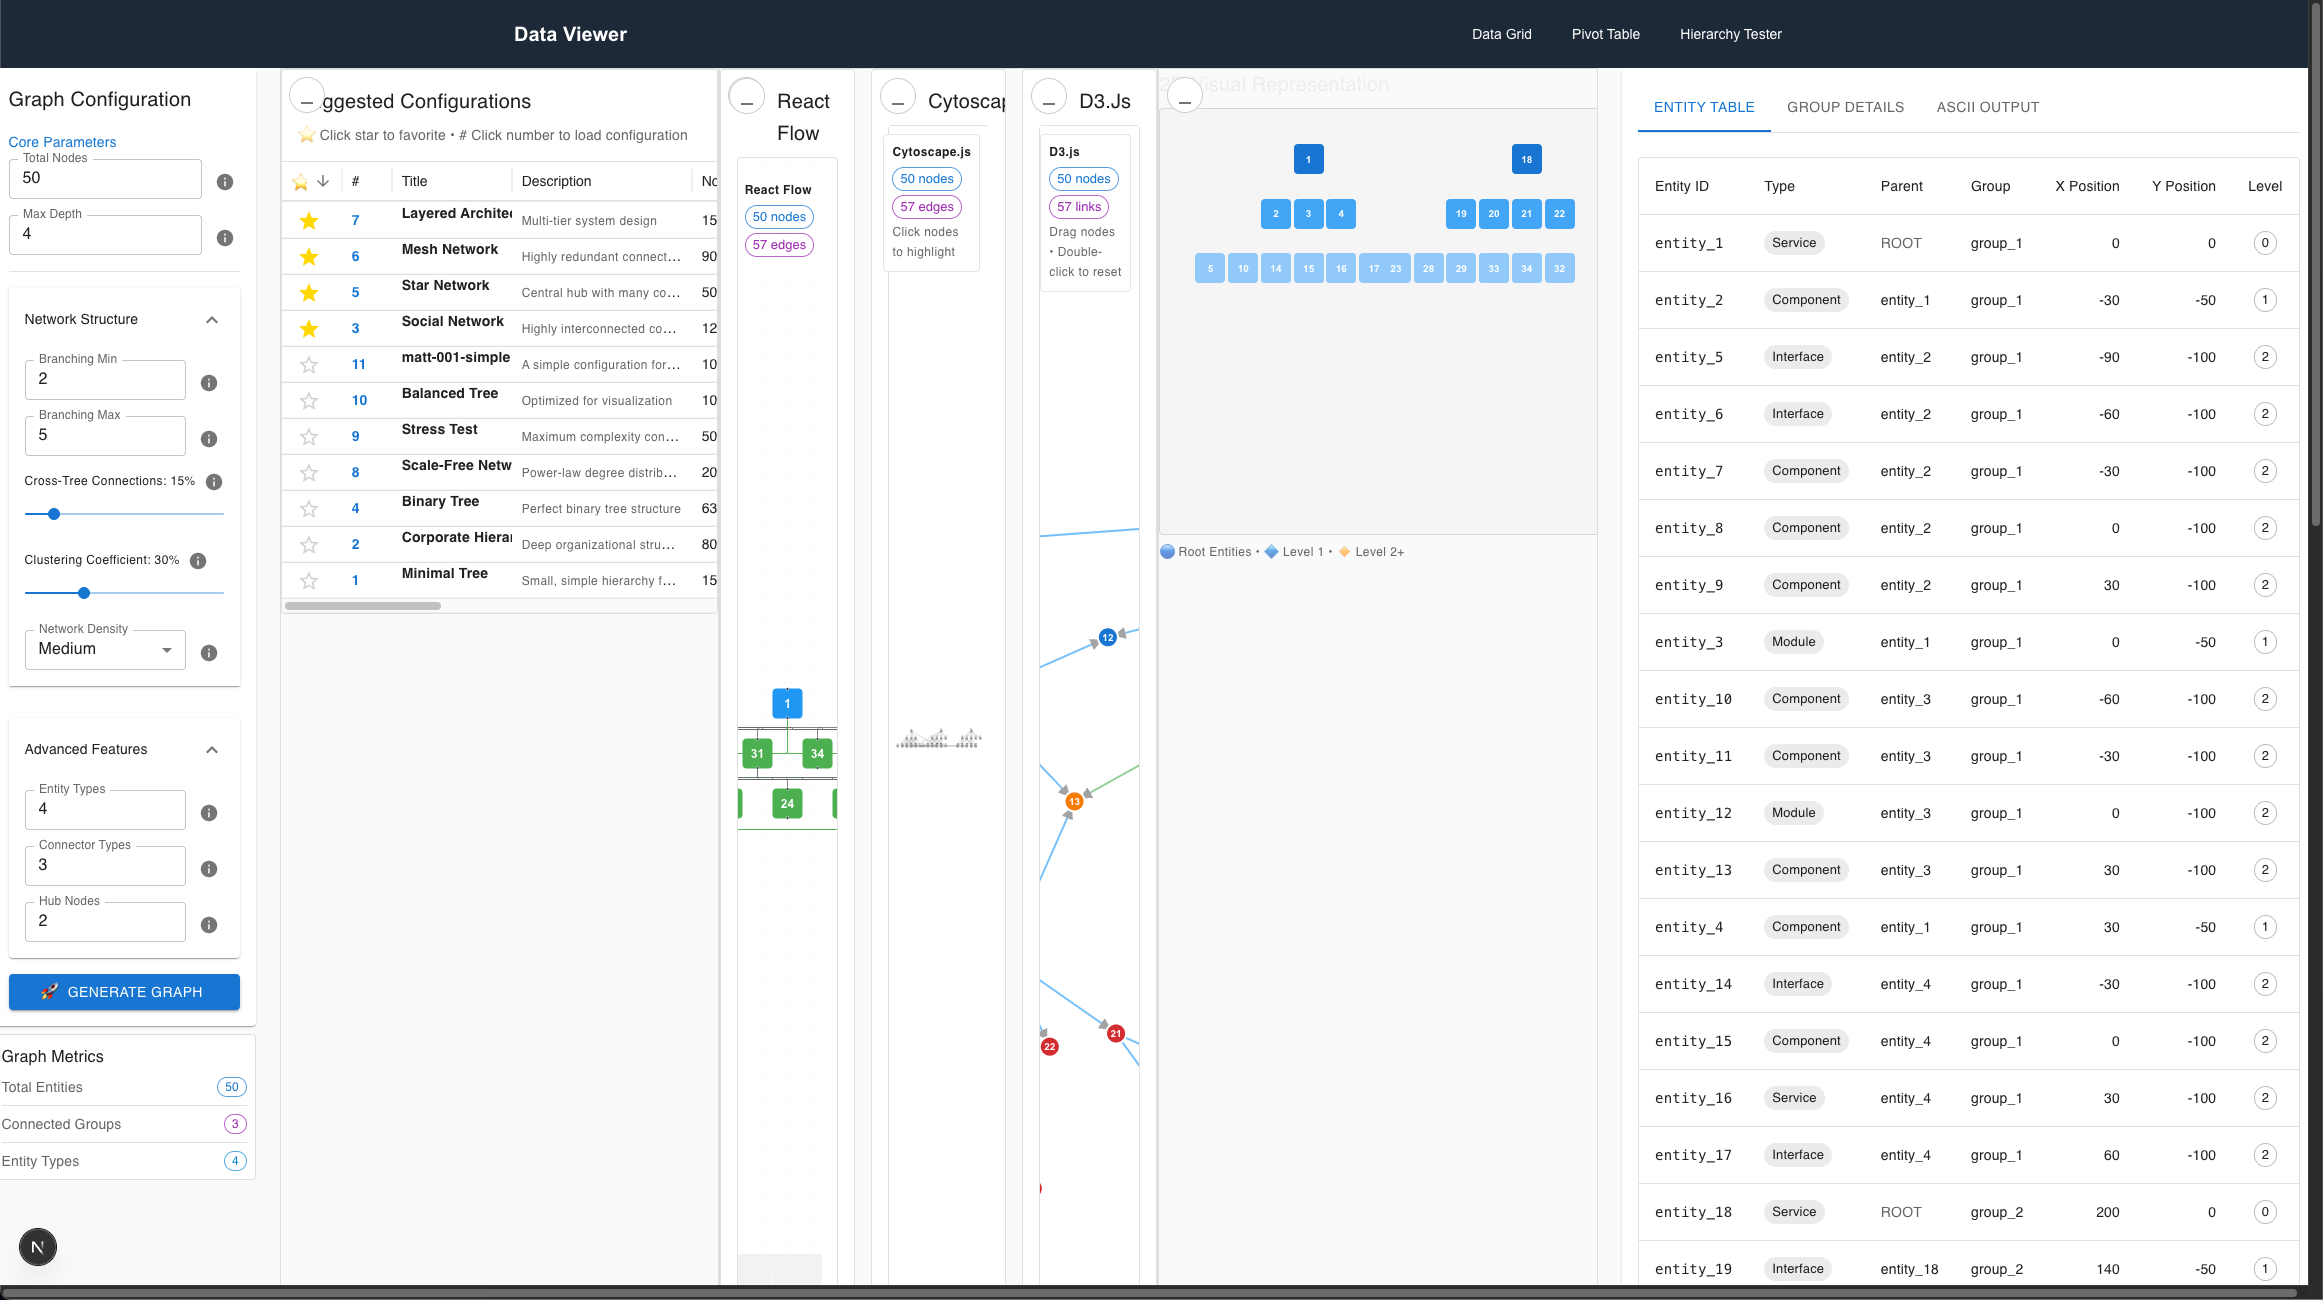 Data Viewer
Data Grid
Pivot Table
Hierarchy Tester
Graph Configuration
Core Parameters
Total Nodes
50
Max Depth
4
Network Structure
Branching Min
2
Branching Max
5
Cross-Tree Connections: 15%
Clustering Coefficient: 30%
Network Density
Medium
Advanced Features
Entity Types
4
Connector Types
3
Hub Nodes
2
GENERATE GRAPH
Graph Metrics
Total Entities 50
Connected Groups 3
Entity Types 4
N
ggested Configurations
Click star to favorite • # Click number to load configuration
# Title Description No
7 Layered Archite Multi-tier system design 15
6 Mesh Network Highly redundant connect… 90
5 Star Network Central hub with many co… 50
3 Social Network Highly interconnected co… 12
11 matt-001-simple A simple configuration for… 10
10 Balanced Tree Optimized for visualization 10
9 Stress Test Maximum complexity con… 50
8 Scale-Free Netw Power-law degree distrib… 20
4 Binary Tree Perfect binary tree structure 63
2 Corporate Hierar Deep organizational stru… 80
1 Minimal Tree Small, simple hierarchy f… 15
React
Flow
React Flow
50 nodes
57 edges
1
31 34
24
Cytoscap
Cytoscape.js
50 nodes
57 edges
Click nodes
to highlight
D3.Js
D3.js
50 nodes
57 links
Drag nodes
• Double-
click to reset
12
13
21
22
2D Visual Representation
1 18
2 3 4 19 20 21 22
5 10 14 15 16 17 23 28 29 33 34 32
Root Entities • Level 1 • Level 2+
ENTITY TABLE
GROUP DETAILS
ASCII OUTPUT
Entity ID Type Parent Group X Position Y Position Level
entity_1 Service ROOT group_1 0 0 0
entity_2 Component entity_1 group_1 -30 -50 1
entity_5 Interface entity_2 group_1 -90 -100 2
entity_6 Interface entity_2 group_1 -60 -100 2
entity_7 Component entity_2 group_1 -30 -100 2
entity_8 Component entity_2 group_1 0 -100 2
entity_9 Component entity_2 group_1 30 -100 2
entity_3 Module entity_1 group_1 0 -50 1
entity_10 Component entity_3 group_1 -60 -100 2
entity_11 Component entity_3 group_1 -30 -100 2
entity_12 Module entity_3 group_1 0 -100 2
entity_13 Component entity_3 group_1 30 -100 2
entity_4 Component entity_1 group_1 30 -50 1
entity_14 Interface entity_4 group_1 -30 -100 2
entity_15 Component entity_4 group_1 0 -100 2
entity_16 Service entity_4 group_1 30 -100 2
entity_17 Interface entity_4 group_1 60 -100 2
entity_18 Service ROOT group_2 200 0 0
entity_19 Interface entity_18 group_2 140 -50 1